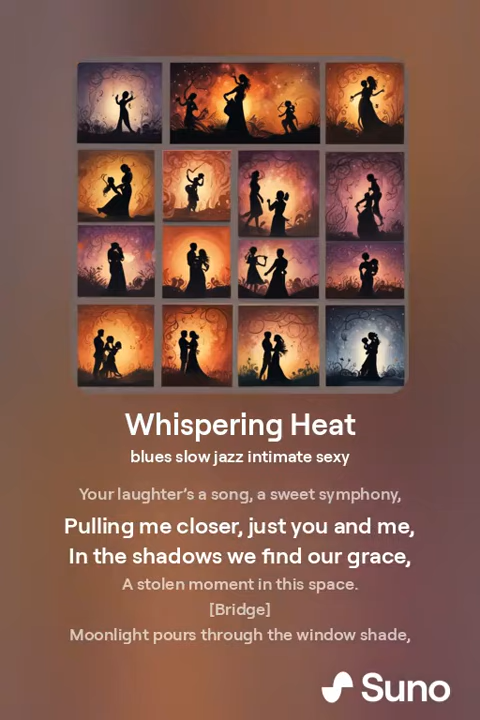 Whispering Heat
blues slow jazz intimate sexy
Your laughter's a song, a sweet symphony,
Pulling me closer, just you and me,
In the shadows we find our grace,
A stolen moment in this space.
[Bridge]
Moonlight pours through the window shade,
Suno